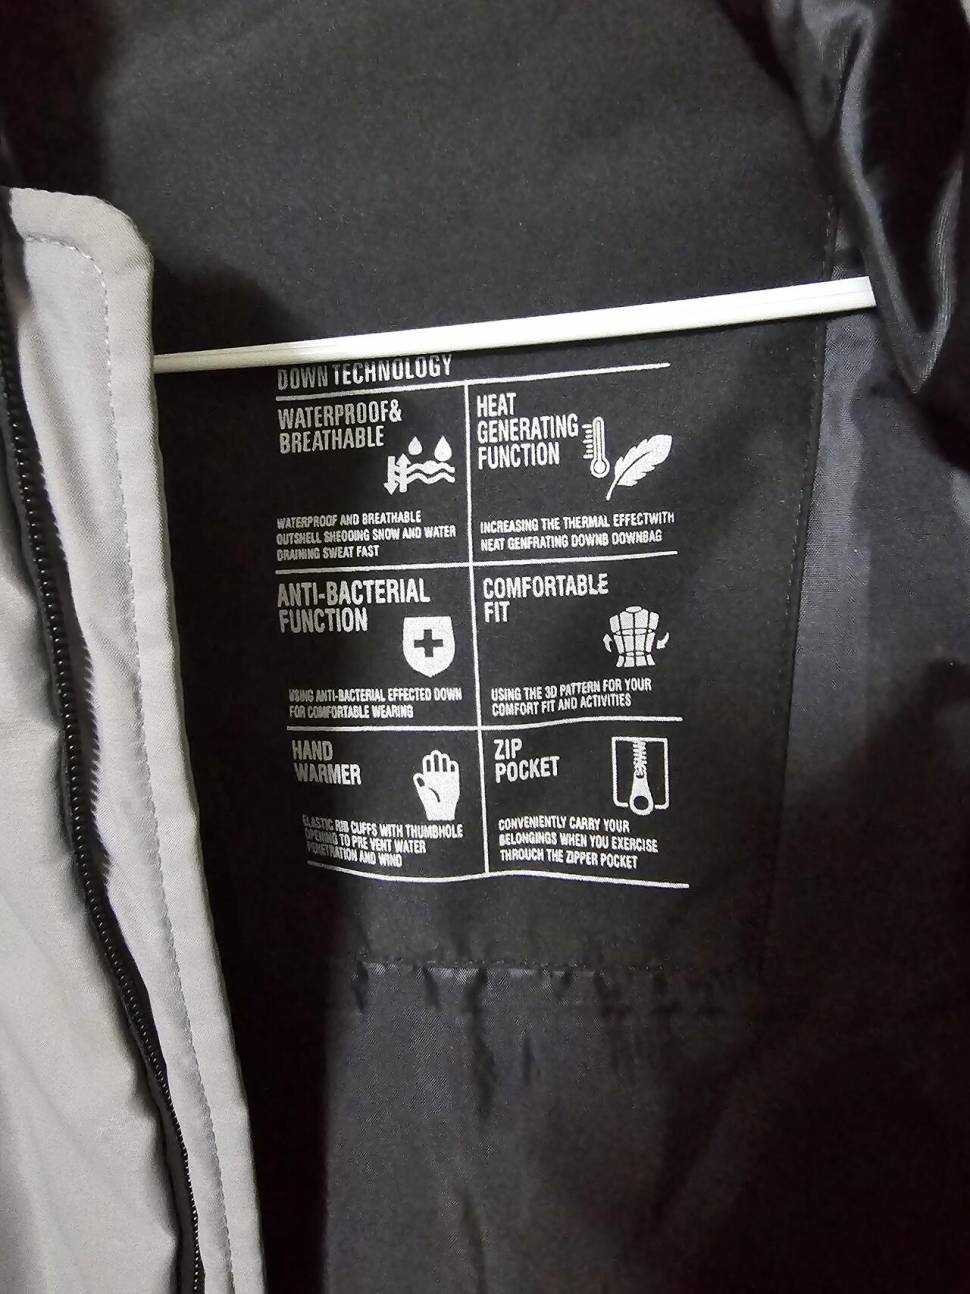 DOWN TECHNOLOGY
WATERPROOF&
BREATHABLE
WATERPROOF AND BREATHABLE
OUTSHELL SHEDDING SNOW AND WATER
DRAINING SWEAT FAST
HEAT
GENERATING
FUNCTION
INCREASING THE THERMAL EFFECTWITH
NEAT GENFRATING DOWNB DOWNBAG
ANTI-BACTERIAL
FUNCTION
USING ANTI-BACTERIAL EFFECTED DOWN
FOR COMFORTABLE WEARING
COMFORTABLE
FIT
USING THE 3D PATTERN FOR YOUR
COMFORT FIT AND ACTIVITIES
HAND
WARMER
ELASTIC RIB CUFFS WITH THUMBHOLE
OPENING TO PRE VENT WATER
PENETRATION AND WIND
ZIP
POCKET
CONVENIENTLY CARRY YOUR
BELONGINGS WHEN YOU EXERCISE
THROUCH THE ZIPPER POCKET